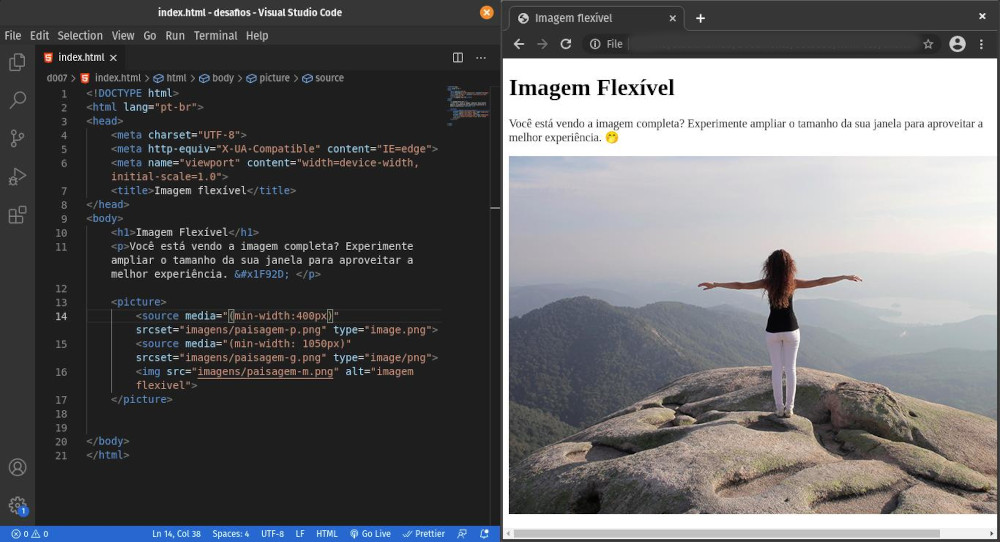 index.html - desafios - Visual Studio Code
File Edit Selection View Go Run Terminal Help
index.html
d007 > index.html > html > body > picture > source
1 <!DOCTYPE html>
2 <html lang="pt-br">
3 <head>
4 <meta charset="UTF-8">
5 <meta http-equiv="X-UA-Compatible" content="IE=edge">
6 <meta name="viewport" content="width=device-width,
initial-scale=1.0">
7 <title>Imagem flexível</title>
8 </head>
9 <body>
10 <h1>Imagem Flexível</h1>
11 <p>Você está vendo a imagem completa? Experimente
ampliar o tamanho da sua janela para aproveitar a
melhor experiência. &#x1F92D; </p>
12
13 <picture>
14 <source media="(min-width:400px)"
srcset="imagens/paisagem-p.png" type="image.png">
15 <source media="(min-width: 1050px)"
srcset="imagens/paisagem-g.png" type="image/png">
16 <img src="imagens/paisagem-m.png" alt="imagem
flexivel">
17 </picture>
18
19
20 </body>
21 </html>
1
0 0 Ln 14, Col 38 Spaces: 4 UTF-8 LF HTML Go Live Prettier
Imagem flexível
File
Imagem Flexível
Você está vendo a imagem completa? Experimente ampliar o tamanho da sua janela para aproveitar a
melhor experiência. 🤭